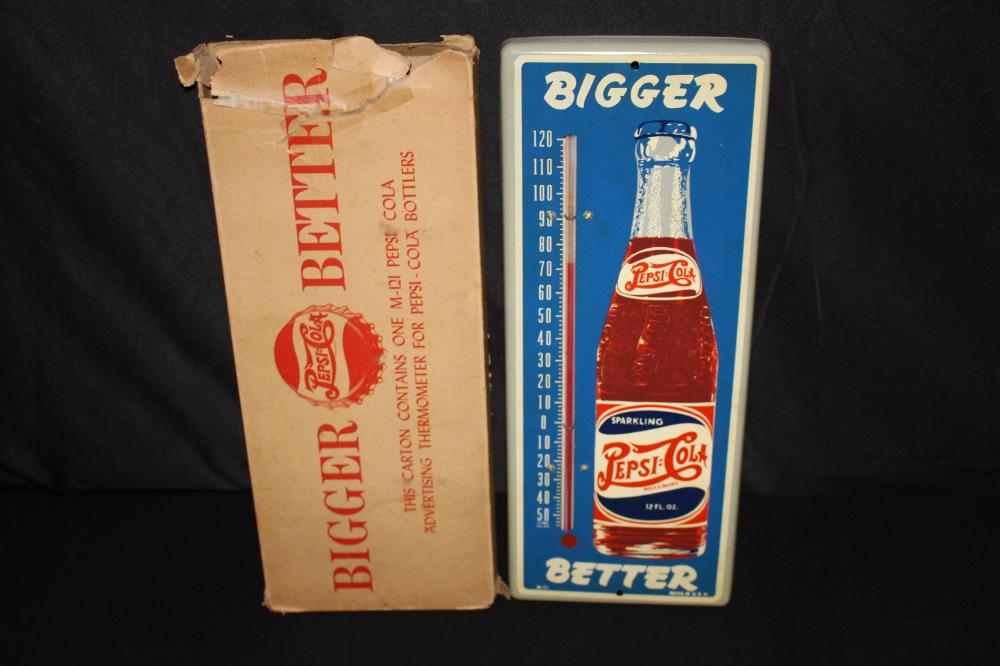 BIGGER BETTER
PEPSI-COLA
THIS CARTON CONTAINS ONE M-121 PEPSI COLA
ADVERTISING THERMOMETER FOR PEPSI-COLA BOTTLERS
BIGGER
120
110
100
90
80
70
60
50
40
30
20
10
0
10
20
30
40
50
PEPSI:COLA
SPARKLING
PEPSI:COLA
12 FL. OZ.
BETTER
MADE IN U.S.A.